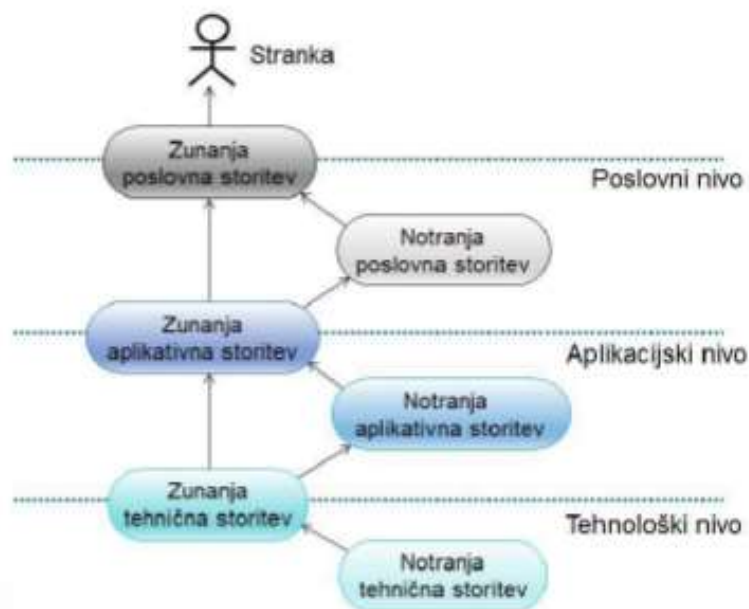 Stranka
Zunanja
poslovna storitev
Poslovni nivo
Notranja
poslovna storitev
Zunanja
aplikativna storitev
Aplikacijski nivo
Notranja
aplikativna storitev
Zunanja
tehnična storitev
Tehnološki nivo
Notranja
tehnična storitev